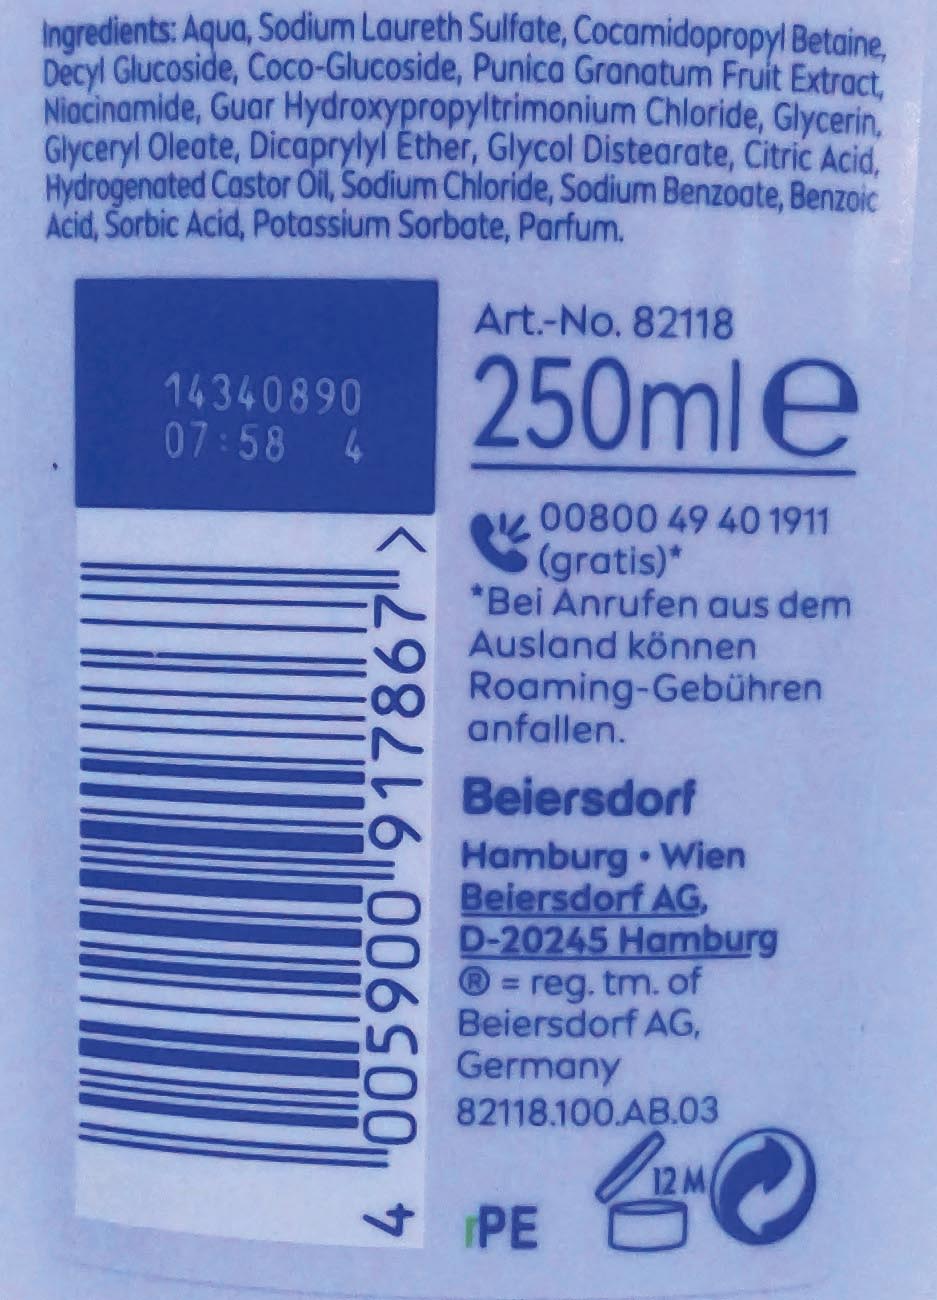 Ingredients: Aqua, Sodium Laureth Sulfate, Cocamidopropyl Betaine,
Decyl Glucoside, Coco-Glucoside, Punica Granatum Fruit Extract,
Niacinamide, Guar Hydroxypropyltrimonium Chloride, Glycerin,
Glyceryl Oleate, Dicaprylyl Ether, Glycol Distearate, Citric Acid,
Hydrogenated Castor Oil, Sodium Chloride, Sodium Benzoate, Benzoic
Acid, Sorbic Acid, Potassium Sorbate, Parfum.
14340890
07:58 4
4 005900 917867 >
Art.-No. 82118
250ml e
00800 49 40 1911
(gratis)*
*Bei Anrufen aus dem
Ausland können
Roaming-Gebühren
anfallen.
Beiersdorf
Hamburg • Wien
Beiersdorf AG,
D-20245 Hamburg
® = reg. tm. of
Beiersdorf AG,
Germany
82118.100.AB.03
12 M
rPE